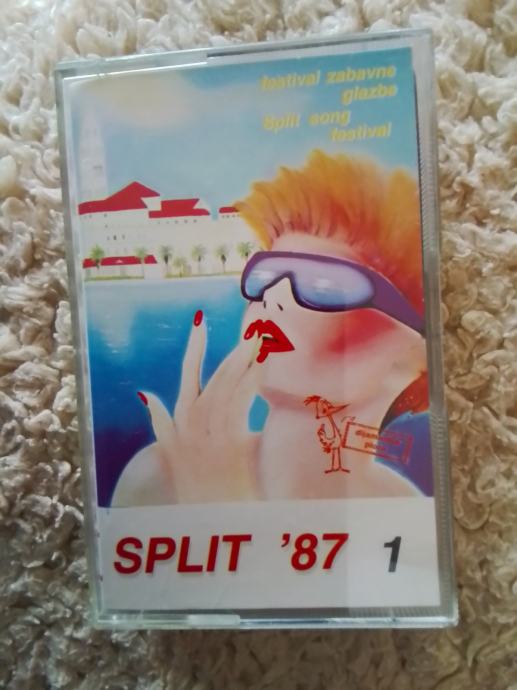 festival zabavne
glazbe
Split song
festival
SPLIT '87 1